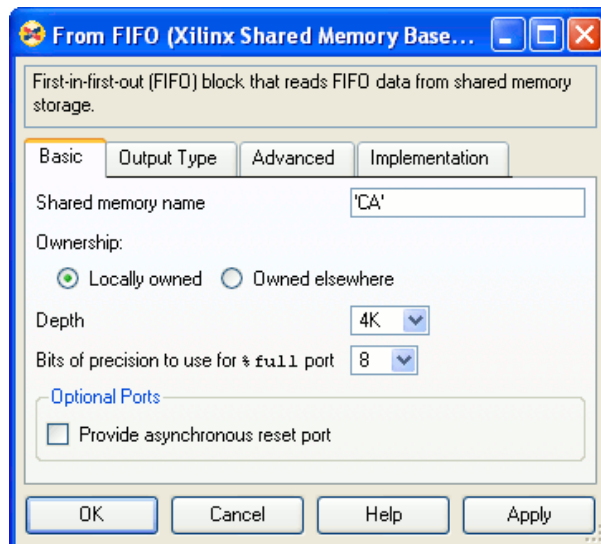 From FIFO (Xilinx Shared Memory Base...
First-in-first-out (FIFO) block that reads FIFO data from shared memory
storage.
Basic Output Type Advanced Implementation
Shared memory name 'CA'
Ownership:
Locally owned Owned elsewhere
Depth 4K
Bits of precision to use for % full port 8
Optional Ports
Provide asynchronous reset port
OK Cancel Help Apply